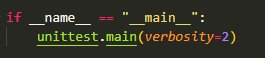 if __name__ == "__main__":
    unittest.main(verbosity=2)